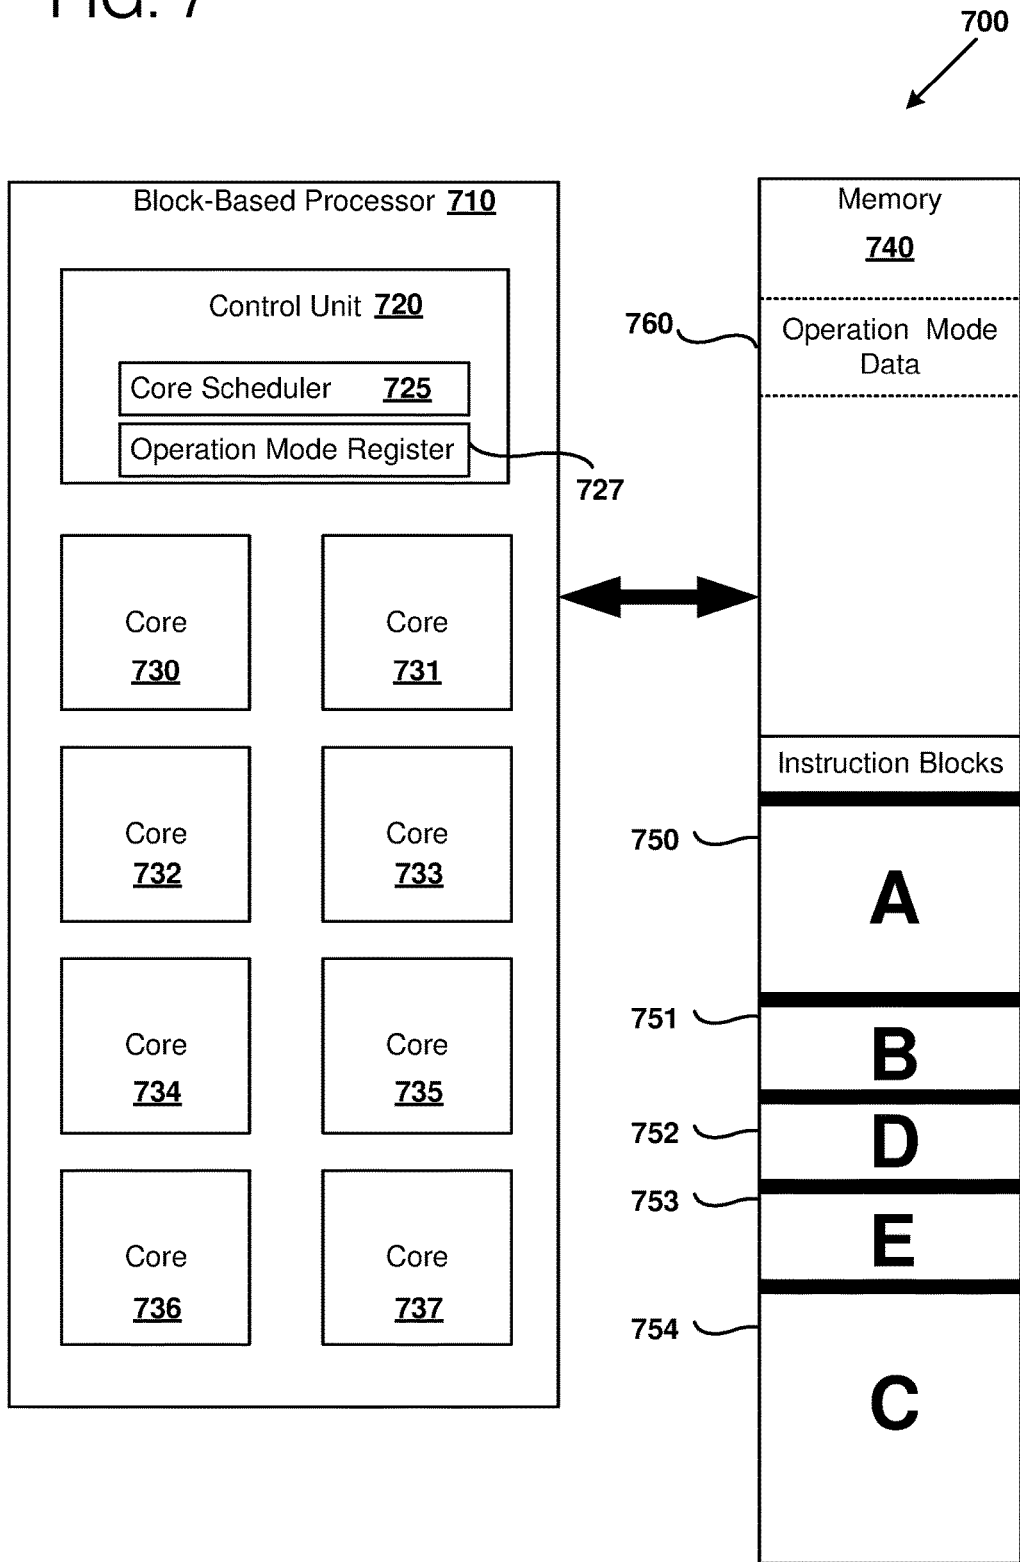 FIG. 7
700
Block-Based Processor 710
Control Unit 720
Core Scheduler 725
Operation Mode Register
727
Core
730
Core
731
Core
732
Core
733
Core
734
Core
735
Core
736
Core
737
Memory
740
760
Operation Mode
Data
Instruction Blocks
750
A
751
B
752
D
753
E
754
C